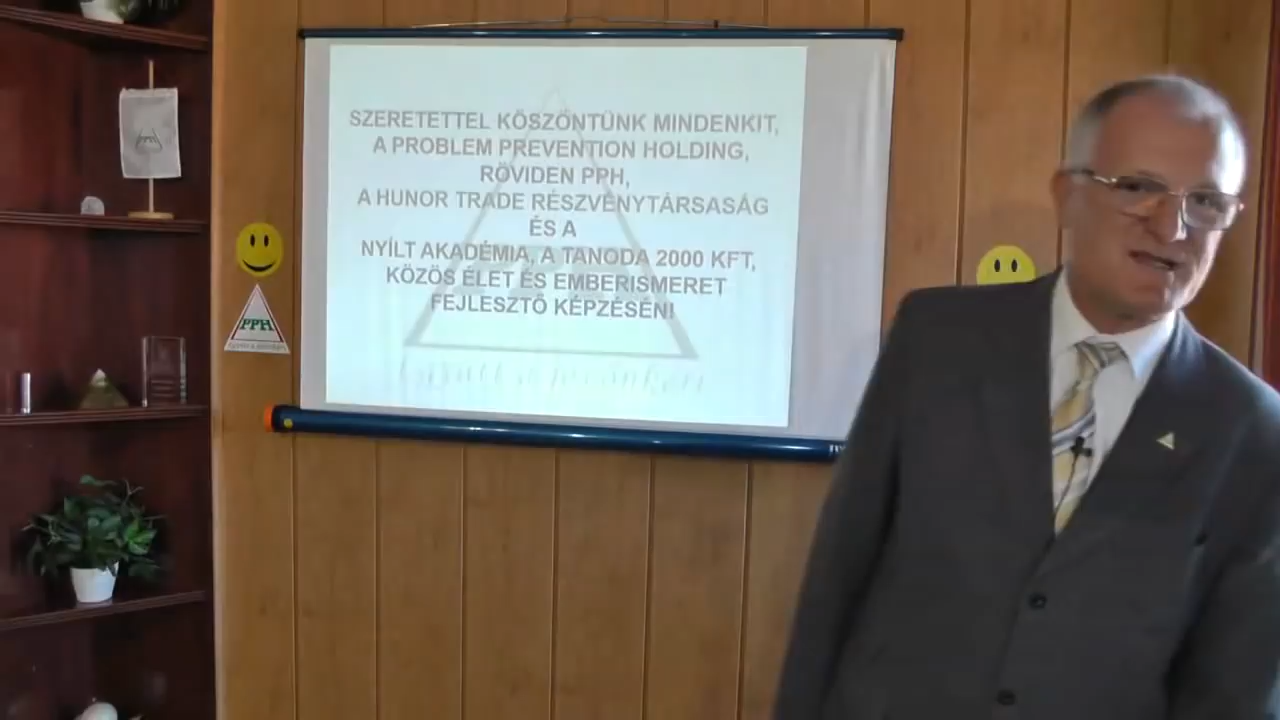 SZERETETTEL KÖSZÖNTÜNK MINDENKIT,
A PROBLEM PREVENTION HOLDING,
RÖVIDEN PPH,
A HUNOR TRADE RÉSZVÉNYTÁRSASÁG
ÉS A
NYÍLT AKADÉMIA, A TANODA 2000 KFT,
KÖZÖS ÉLET ÉS EMBERISMERET
FEJLESZTŐ KÉPZÉSÉN!
PPH